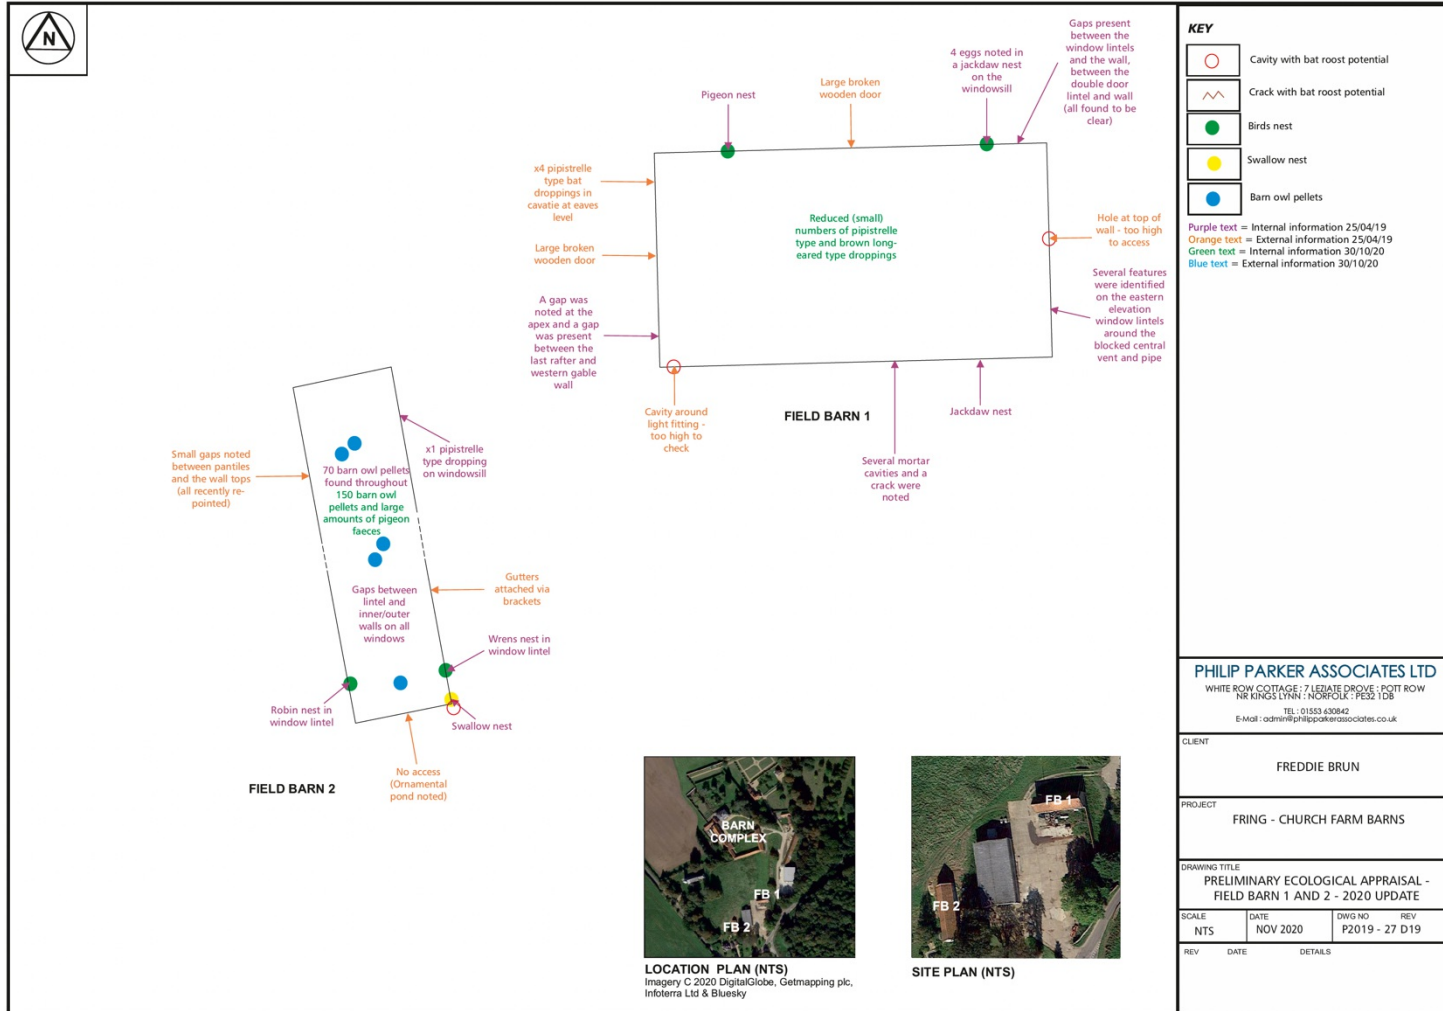 N
Pigeon nest
Large broken
wooden door
4 eggs noted in
a jackdaw nest
on the
windowsill
Gaps present
between the
window lintels
and the wall,
between the
double door
lintel and wall
(all found to be
clear)
x4 pipistrelle
type bat
droppings in
cavatie at eaves
level
Large broken
wooden door
A gap was
noted at the
apex and a gap
was present
between the
last rafter and
western gable
wall
Reduced (small)
numbers of pipistrelle
type and brown long-
eared type droppings
Hole at top of
wall - too high
to access
Several features
were identified
on the eastern
elevation
window lintels
around the
blocked central
vent and pipe
Cavity around
light fitting -
too high to
check
FIELD BARN 1
Several mortar
cavities and a
crack were
noted
Jackdaw nest
Small gaps noted
between pantiles
and the wall tops
(all recently re-
pointed)
x1 pipistrelle
type dropping
on windowsill
70 barn owl pellets
found throughout
150 barn owl
pellets and large
amounts of pigeon
faeces
Gaps between
lintel and
inner/outer
walls on all
windows
Gutters
attached via
brackets
Wrens nest in
window lintel
Robin nest in
window lintel
Swallow nest
No access
(Ornamental
pond noted)
FIELD BARN 2
BARN
COMPLEX
FB 1
FB 2
LOCATION PLAN (NTS)
Imagery C 2020 DigitalGlobe, Getmapping plc,
Infoterra Ltd & Bluesky
FB 1
FB 2
SITE PLAN (NTS)
KEY
Cavity with bat roost potential
Crack with bat roost potential
Birds nest
Swallow nest
Barn owl pellets
Purple text = Internal information 25/04/19
Orange text = External information 25/04/19
Green text = Internal information 30/10/20
Blue text = External information 30/10/20
PHILIP PARKER ASSOCIATES LTD
WHITE ROW COTTAGE : 7 LEZIATE DROVE : POTT ROW
NR KINGS LYNN : NORFOLK : PE32 1DB
TEL : 01553 630842
E-Mail : admin@philipparkerassociates.co.uk
CLIENT
FREDDIE BRUN
PROJECT
FRING - CHURCH FARM BARNS
DRAWING TITLE
PRELIMINARY ECOLOGICAL APPRAISAL -
FIELD BARN 1 AND 2 - 2020 UPDATE
SCALE DATE DWG NO REV
NTS NOV 2020 P2019 - 27 D19
REV DATE DETAILS